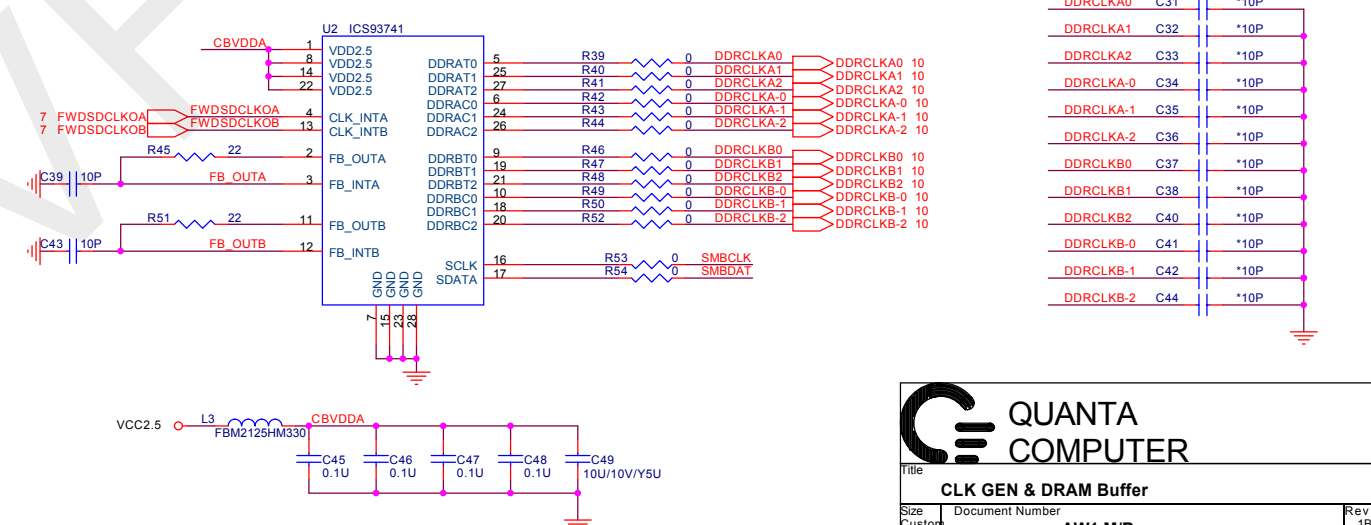 U2 ICS93741
CBVDDA
1 VDD2.5
8 VDD2.5
14 VDD2.5
22 VDD2.5
7 FWDSDCLKOA FWDSDCLKOA 4 CLK_INTA
7 FWDSDCLKOB FWDSDCLKOB 13 CLK_INTB
R45 22 2 FB_OUTA
C39 10P FB_OUTA 3 FB_INTA
R51 22 11 FB_OUTB
C43 10P FB_OUTB 12 FB_INTB
DDRAT0 5 R39 0 DDRCLKA0 DDRCLKA0 10
DDRAT1 25 R40 0 DDRCLKA1 DDRCLKA1 10
DDRAT2 27 R41 0 DDRCLKA2 DDRCLKA2 10
DDRAC0 6 R42 0 DDRCLKA-0 DDRCLKA-0 10
DDRAC1 24 R43 0 DDRCLKA-1 DDRCLKA-1 10
DDRAC2 26 R44 0 DDRCLKA-2 DDRCLKA-2 10
DDRBT0 9 R46 0 DDRCLKB0 DDRCLKB0 10
DDRBT1 19 R47 0 DDRCLKB1 DDRCLKB1 10
DDRBT2 21 R48 0 DDRCLKB2 DDRCLKB2 10
DDRBC0 10 R49 0 DDRCLKB-0 DDRCLKB-0 10
DDRBC1 18 R50 0 DDRCLKB-1 DDRCLKB-1 10
DDRBC2 20 R52 0 DDRCLKB-2 DDRCLKB-2 10
SCLK 16 R53 0 SMBCLK
SDATA 17 R54 0 SMBDAT
GND GND GND GND
7 15 23 28
DDRCLKA0 C31 *10P
DDRCLKA1 C32 *10P
DDRCLKA2 C33 *10P
DDRCLKA-0 C34 *10P
DDRCLKA-1 C35 *10P
DDRCLKA-2 C36 *10P
DDRCLKB0 C37 *10P
DDRCLKB1 C38 *10P
DDRCLKB2 C40 *10P
DDRCLKB-0 C41 *10P
DDRCLKB-1 C42 *10P
DDRCLKB-2 C44 *10P
VCC2.5 L3 CBVDDA
FBM2125HM330
C45 C46 C47 C48 C49
0.1U 0.1U 0.1U 0.1U 10U/10V/Y5U
QUANTA
COMPUTER
Title
CLK GEN & DRAM Buffer
Size Document Number Rev
Custom AW1 M/B